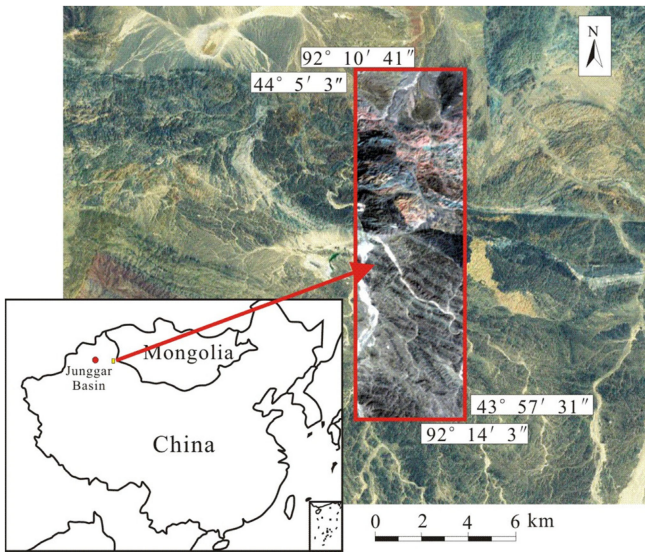 N
92° 10′ 41″
44° 5′ 3″
Mongolia
Junggar
Basin
China
43° 57′ 31″
92° 14′ 3″
0 2 4 6 km